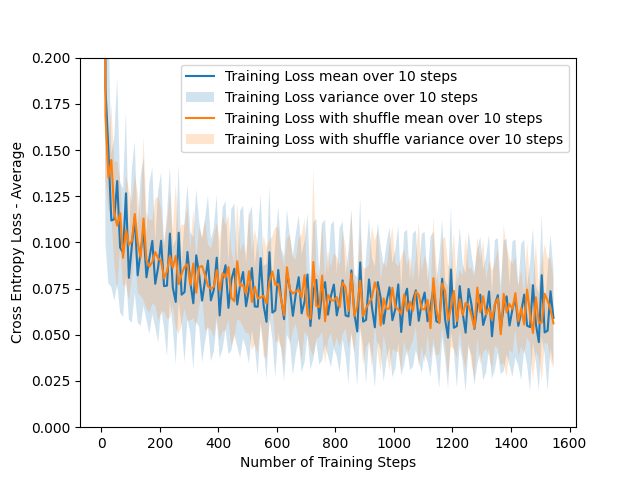 Training Loss mean over 10 steps
Training Loss variance over 10 steps
Training Loss with shuffle mean over 10 steps
Training Loss with shuffle variance over 10 steps
Cross Entropy Loss - Average
0.200
0.175
0.150
0.125
0.100
0.075
0.050
0.025
0.000
0 200 400 600 800 1000 1200 1400 1600
Number of Training Steps